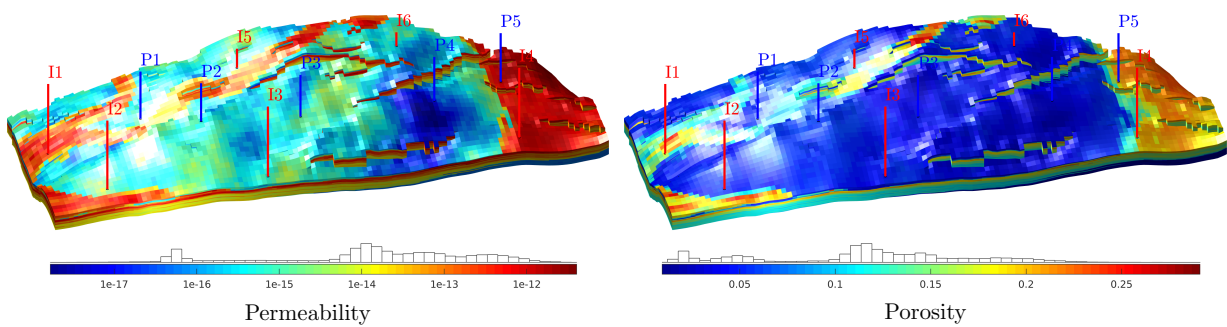 I1
I2
P1
P2
I5
I3
P3
I6
P4
P5
I4
1e-17 1e-16 1e-15 1e-14 1e-13 1e-12
Permeability
I1
I2
P1
P2
I5
I3
P3
I6
P5
I4
0.05 0.1 0.15 0.2 0.25
Porosity